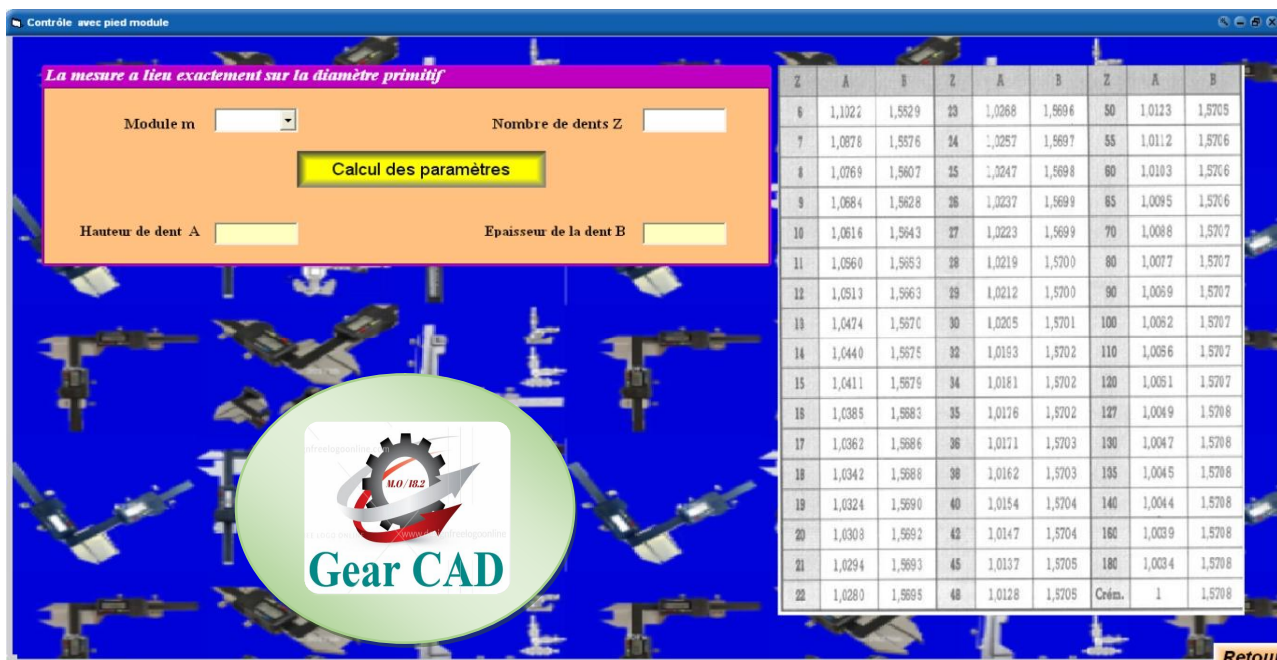 Contrôle avec pied module
La mesure a lieu exactement sur la diamètre primitif
Module m
Nombre de dents Z
Calcul des paramètres
Hauteur de dent A
Epaisseur de la dent B
Z A B Z A B Z A B
6 1,1022 1,5529 23 1,0268 1,5696 50 1,0123 1,5705
7 1,0878 1,5576 24 1,0257 1,5697 55 1,0112 1,5706
8 1,0769 1,5607 25 1,0247 1,5698 60 1,0103 1,5706
9 1,0684 1,5628 26 1,0237 1,5699 65 1,0095 1,5706
10 1,0616 1,5643 27 1,0223 1,5699 70 1,0088 1,5707
11 1,0560 1,5653 28 1,0219 1,5700 80 1,0077 1,5707
12 1,0513 1,5663 29 1,0212 1,5700 90 1,0069 1,5707
13 1,0474 1,5670 30 1,0205 1,5701 100 1,0062 1,5707
14 1,0440 1,5675 32 1,0193 1,5702 110 1,0056 1,5707
15 1,0411 1,5679 34 1,0181 1,5702 120 1,0051 1,5707
16 1,0385 1,5683 35 1,0176 1,5702 127 1,0049 1,5708
17 1,0362 1,5686 36 1,0171 1,5703 130 1,0047 1,5708
18 1,0342 1,5688 38 1,0162 1,5703 135 1,0045 1,5708
19 1,0324 1,5690 40 1,0154 1,5704 140 1,0044 1,5708
20 1,0308 1,5692 42 1,0147 1,5704 160 1,0039 1,5708
21 1,0294 1,5693 45 1,0137 1,5705 180 1,0034 1,5708
22 1,0280 1,5695 48 1,0128 1,5705 Crém. 1 1,5708
M.O/18.2
Gear CAD
Retour